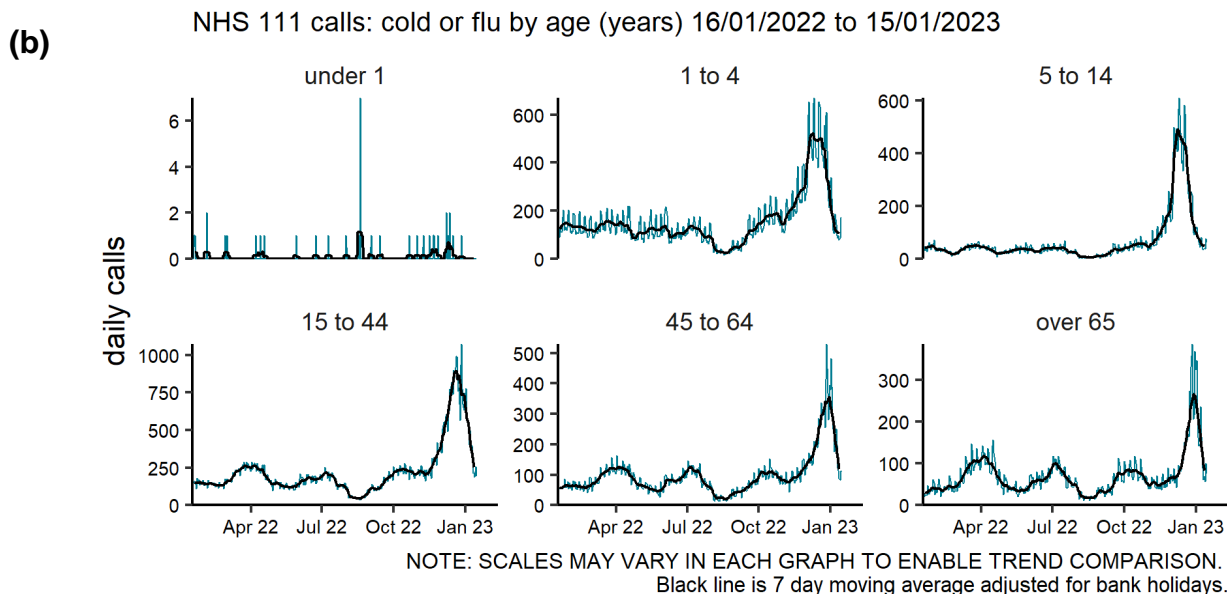 (b)
NHS 111 calls: cold or flu by age (years) 16/01/2022 to 15/01/2023
daily calls
under 1
6
4
2
0
1 to 4
600
400
200
0
5 to 14
600
400
200
0
15 to 44
1000
750
500
250
0
Apr 22 Jul 22 Oct 22 Jan 23
45 to 64
500
400
300
200
100
0
Apr 22 Jul 22 Oct 22 Jan 23
over 65
300
200
100
0
Apr 22 Jul 22 Oct 22 Jan 23
NOTE: SCALES MAY VARY IN EACH GRAPH TO ENABLE TREND COMPARISON.
Black line is 7 day moving average adjusted for bank holidays.